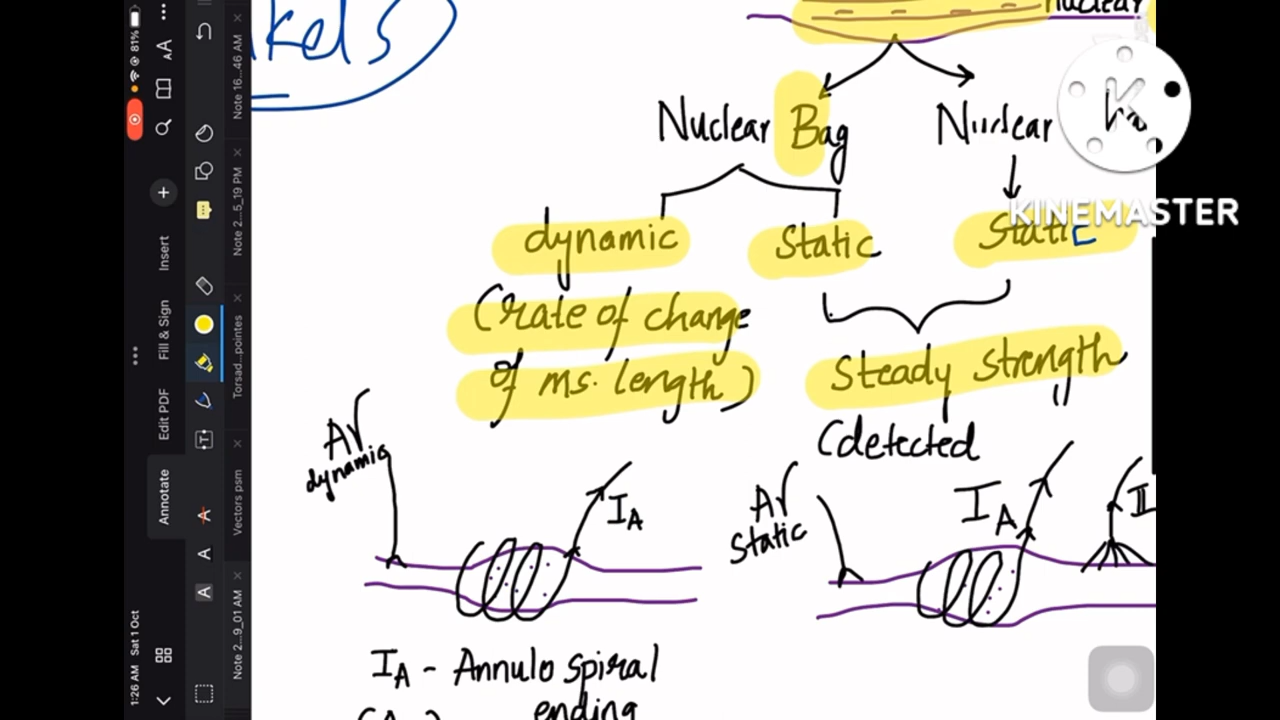 kels
nuclear
Nuclear Bag
Nuclear
KINEMASTER
dynamic
Static
Static
(rate of change
of ms. length)
Steady strength
(detected
Ar
dynamic
IA
Ar
Static
IA
II
IA - Annulo spiral
ending
(A
81%
Insert
Fill & Sign
Edit PDF
Annotate
1:26 AM Sat 1 Oct
Note 16...46 AM
Note 2...5_19 PM
Torsad...pointes
Vectors psm
Note 2...9_01 AM
AA
T
A
A
A
K